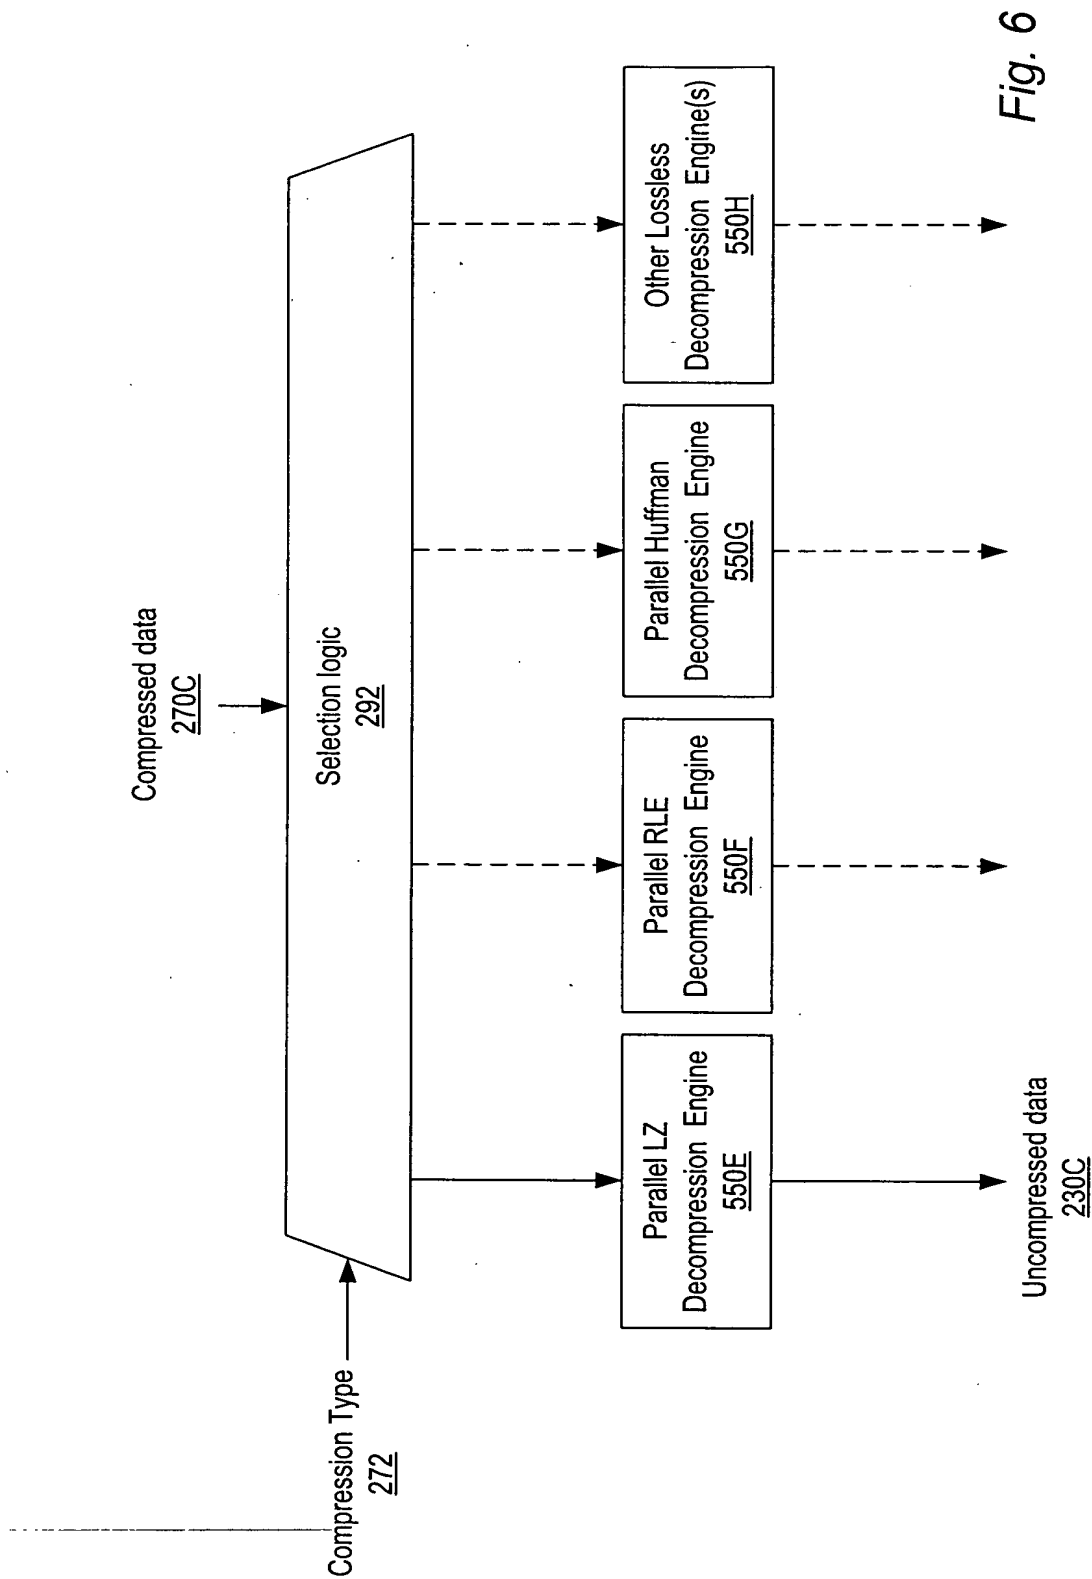 Compressed data
270C
Compression Type
272
Selection logic
292
Parallel LZ
Decompression Engine
550E
Parallel RLE
Decompression Engine
550F
Parallel Huffman
Decompression Engine
550G
Other Lossless
Decompression Engine(s)
550H
Uncompressed data
230C
Fig. 6